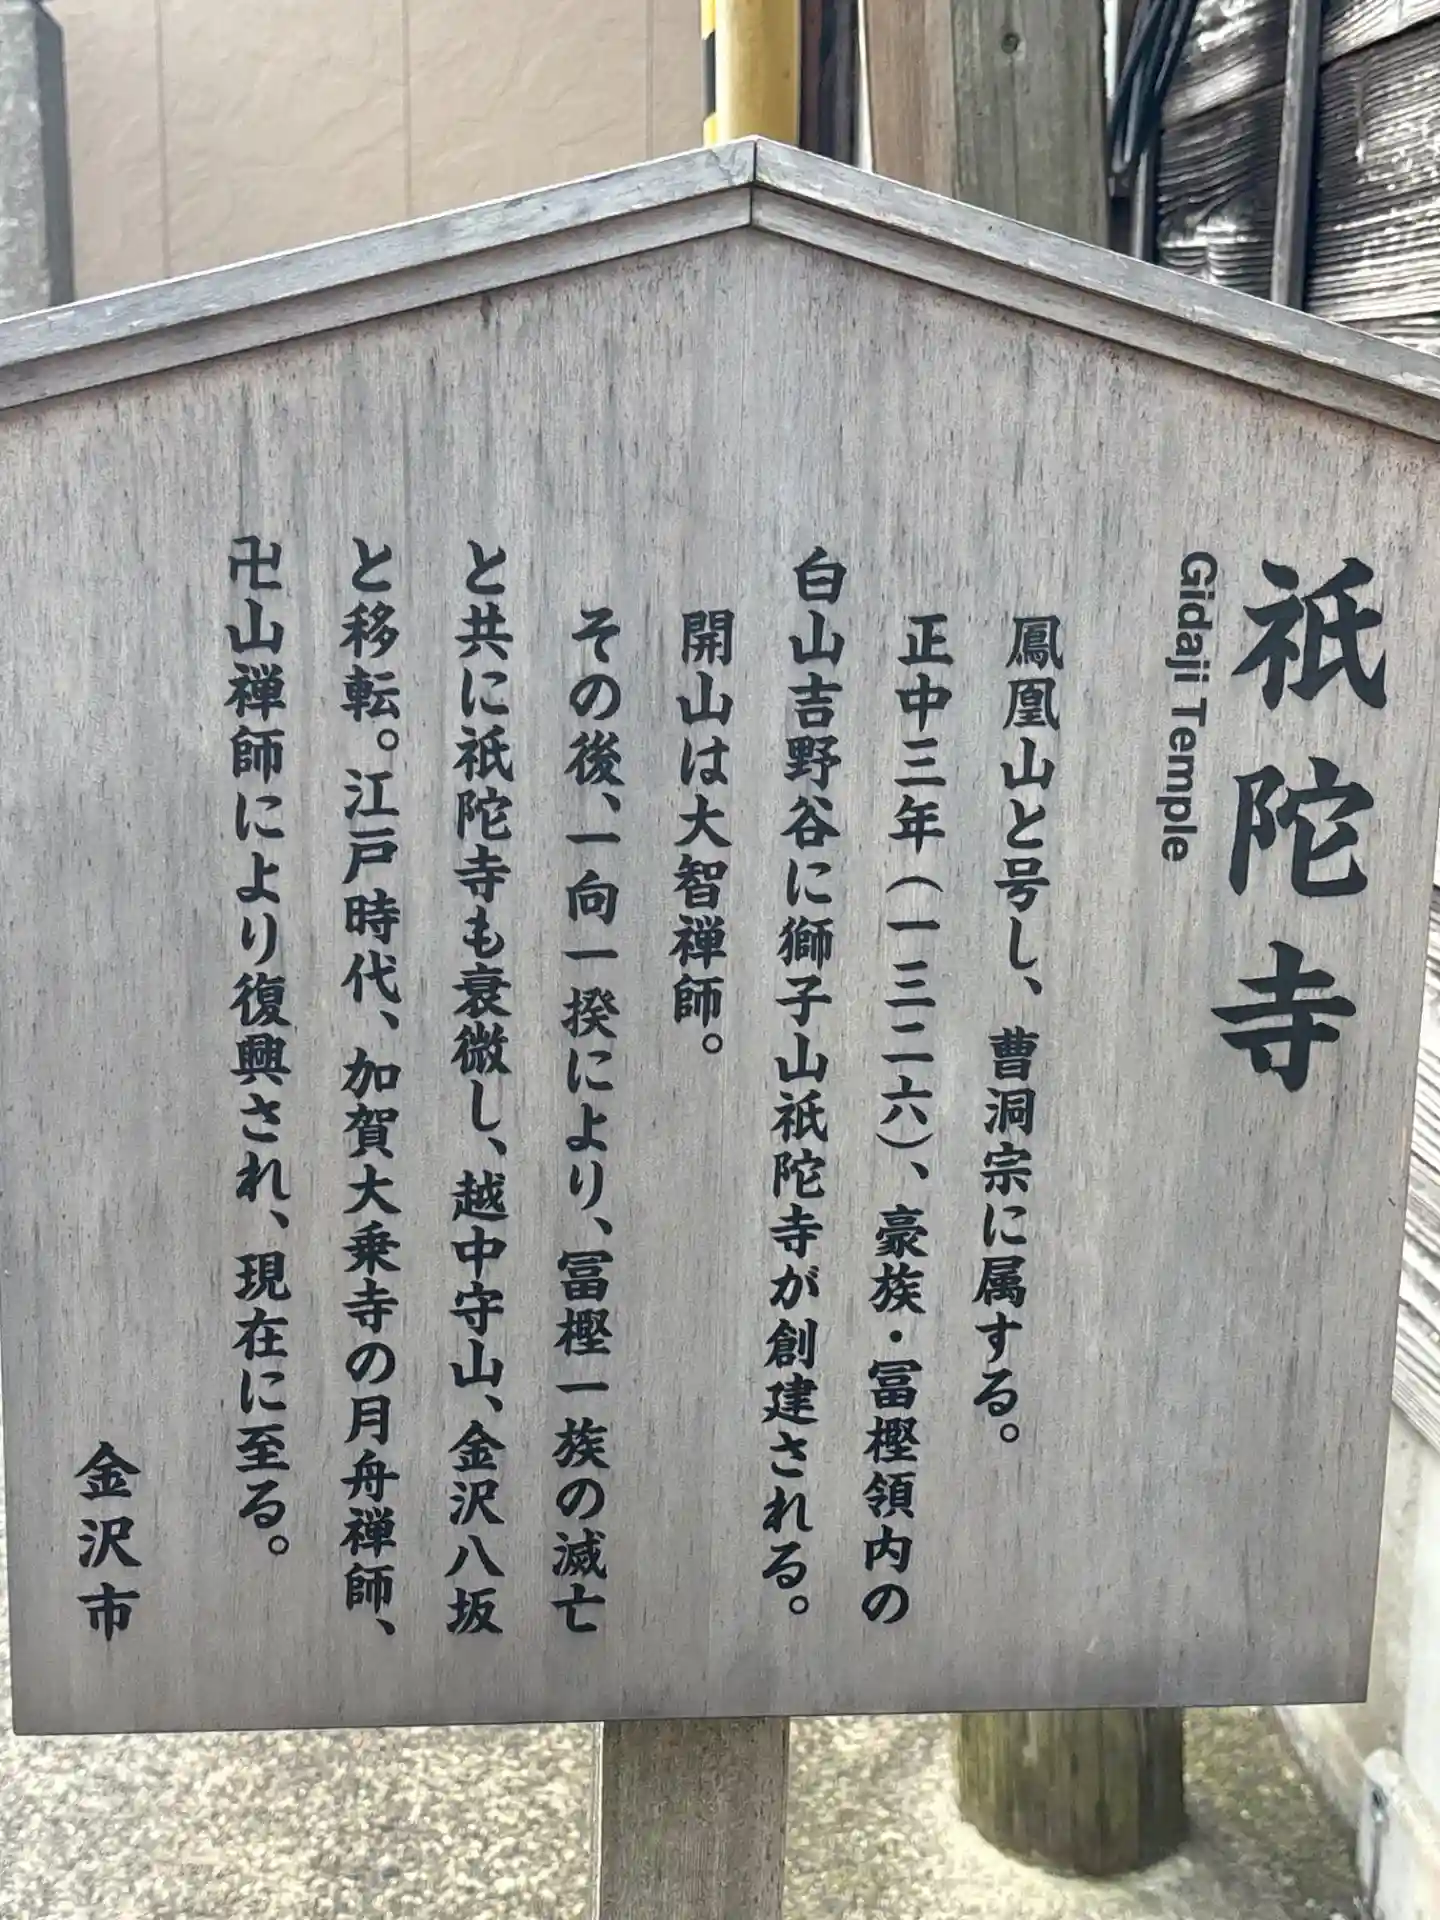 祇陀寺
Gidaji Temple
鳳凰山と号し、曹洞宗に属する。
正中三年（一三二六）、豪族・冨樫領内の
白山吉野谷に獅子山祇陀寺が創建される。
開山は大智禅師。
その後、一向一揆により、冨樫一族の滅亡
と共に祇陀寺も衰微し、越中守山、金沢八坂
と移転。江戸時代、加賀大乗寺の月舟禅師、
卍山禅師により復興され、現在に至る。
金沢市